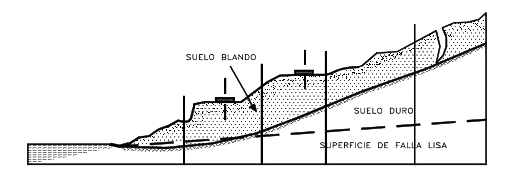 SUELO BLANDO
SUELO DURO
SUPERFICIE DE FALLA LISA